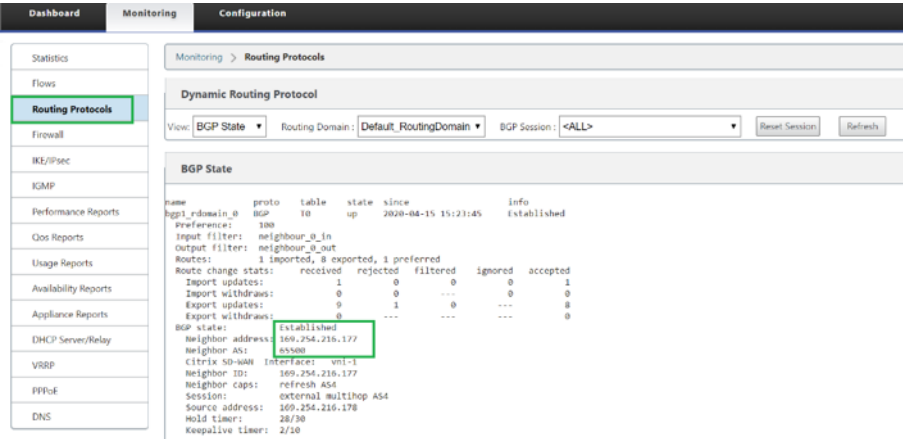 Dashboard Monitoring Configuration
Statistics
Flows
Routing Protocols
Firewall
IKE/IPsec
IGMP
Performance Reports
Qos Reports
Usage Reports
Availability Reports
Appliance Reports
DHCP Server/Relay
VRRP
PPPoE
DNS
Monitoring > Routing Protocols
Dynamic Routing Protocol
View: BGP State ▼ Routing Domain : Default_RoutingDomain ▼ BGP Session : <ALL> ▼ Reset Session Refresh
BGP State
name proto table state since info
bgp1_rdomain_0 BGP T0 up 2020-04-15 15:23:45 Established
Preference: 100
Input filter: neighbour_0_in
Output filter: neighbour_0_out
Routes: 1 imported, 8 exported, 1 preferred
Route change stats: received rejected filtered ignored accepted
Import updates: 1 0 0 0 1
Import withdraws: 0 0 --- 0 0
Export updates: 9 1 0 --- 8
Export withdraws: 0 --- --- --- 0
BGP state: Established
Neighbor address: 169.254.216.177
Neighbor AS: 65500
Citrix SD-WAN Interface: vni-1
Neighbor ID: 169.254.216.177
Neighbor caps: refresh AS4
Session: external multihop AS4
Source address: 169.254.216.178
Hold timer: 28/30
Keepalive timer: 2/10